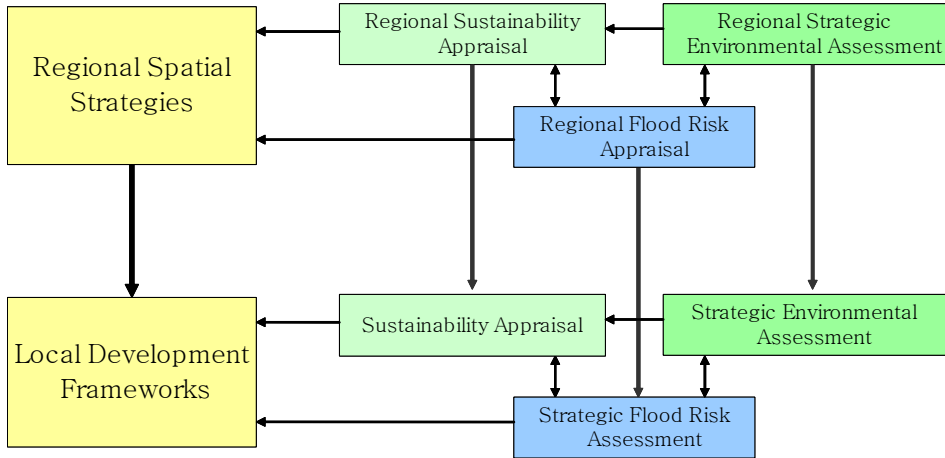 Regional Spatial
Strategies
Regional Sustainability
Appraisal
Regional Strategic
Environmental Assessment
Regional Flood Risk
Appraisal
Local Development
Frameworks
Sustainability Appraisal
Strategic Environmental
Assessment
Strategic Flood Risk
Assessment